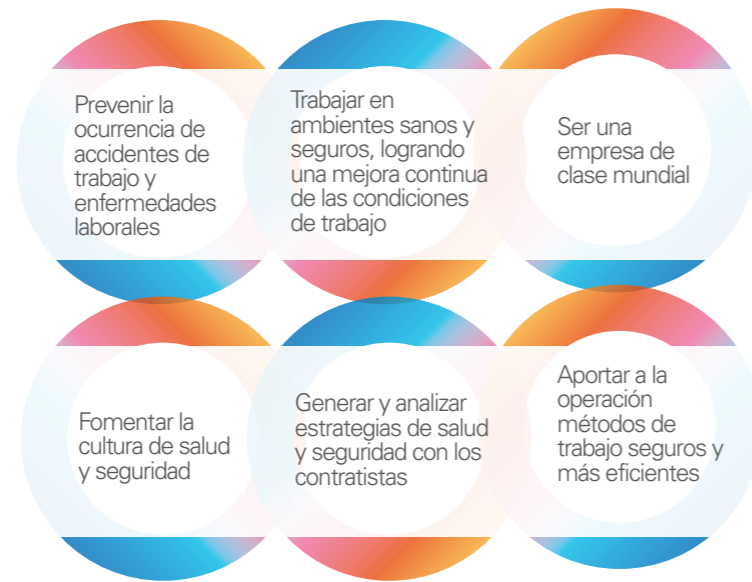 Prevenir la
ocurrencia de
accidentes de
trabajo y
enfermedades
laborales
Trabajar en
ambientes sanos y
seguros, logrando
una mejora continua
de las condiciones
de trabajo
Ser una
empresa de
clase mundial
Fomentar la
cultura de salud
y seguridad
Generar y analizar
estrategias de salud
y seguridad con los
contratistas
Aportar a la
operación
métodos de
trabajo seguros y
más eficientes